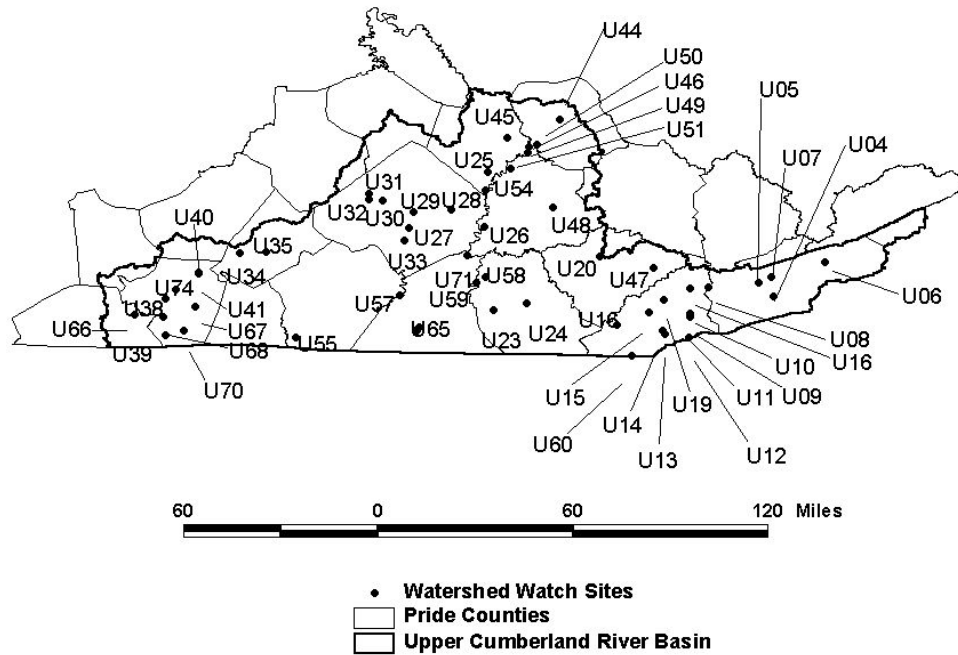 U44
U50
U46
U49
U51
U45
U05
U07
U04
U25
U54
U31
U32
U30
U29
U28
U48
U40
U35
U27
U26
U33
U34
U20
U47
U71
U58
U74
U57
U59
U41
U38
U06
U66
U67
U65
U23
U24
U16
U08
U39
U68
U55
U10
U16
U70
U15
U14
U19
U11
U09
U60
U13
U12
60 0 60 120 Miles
Watershed Watch Sites
Pride Counties
Upper Cumberland River Basin